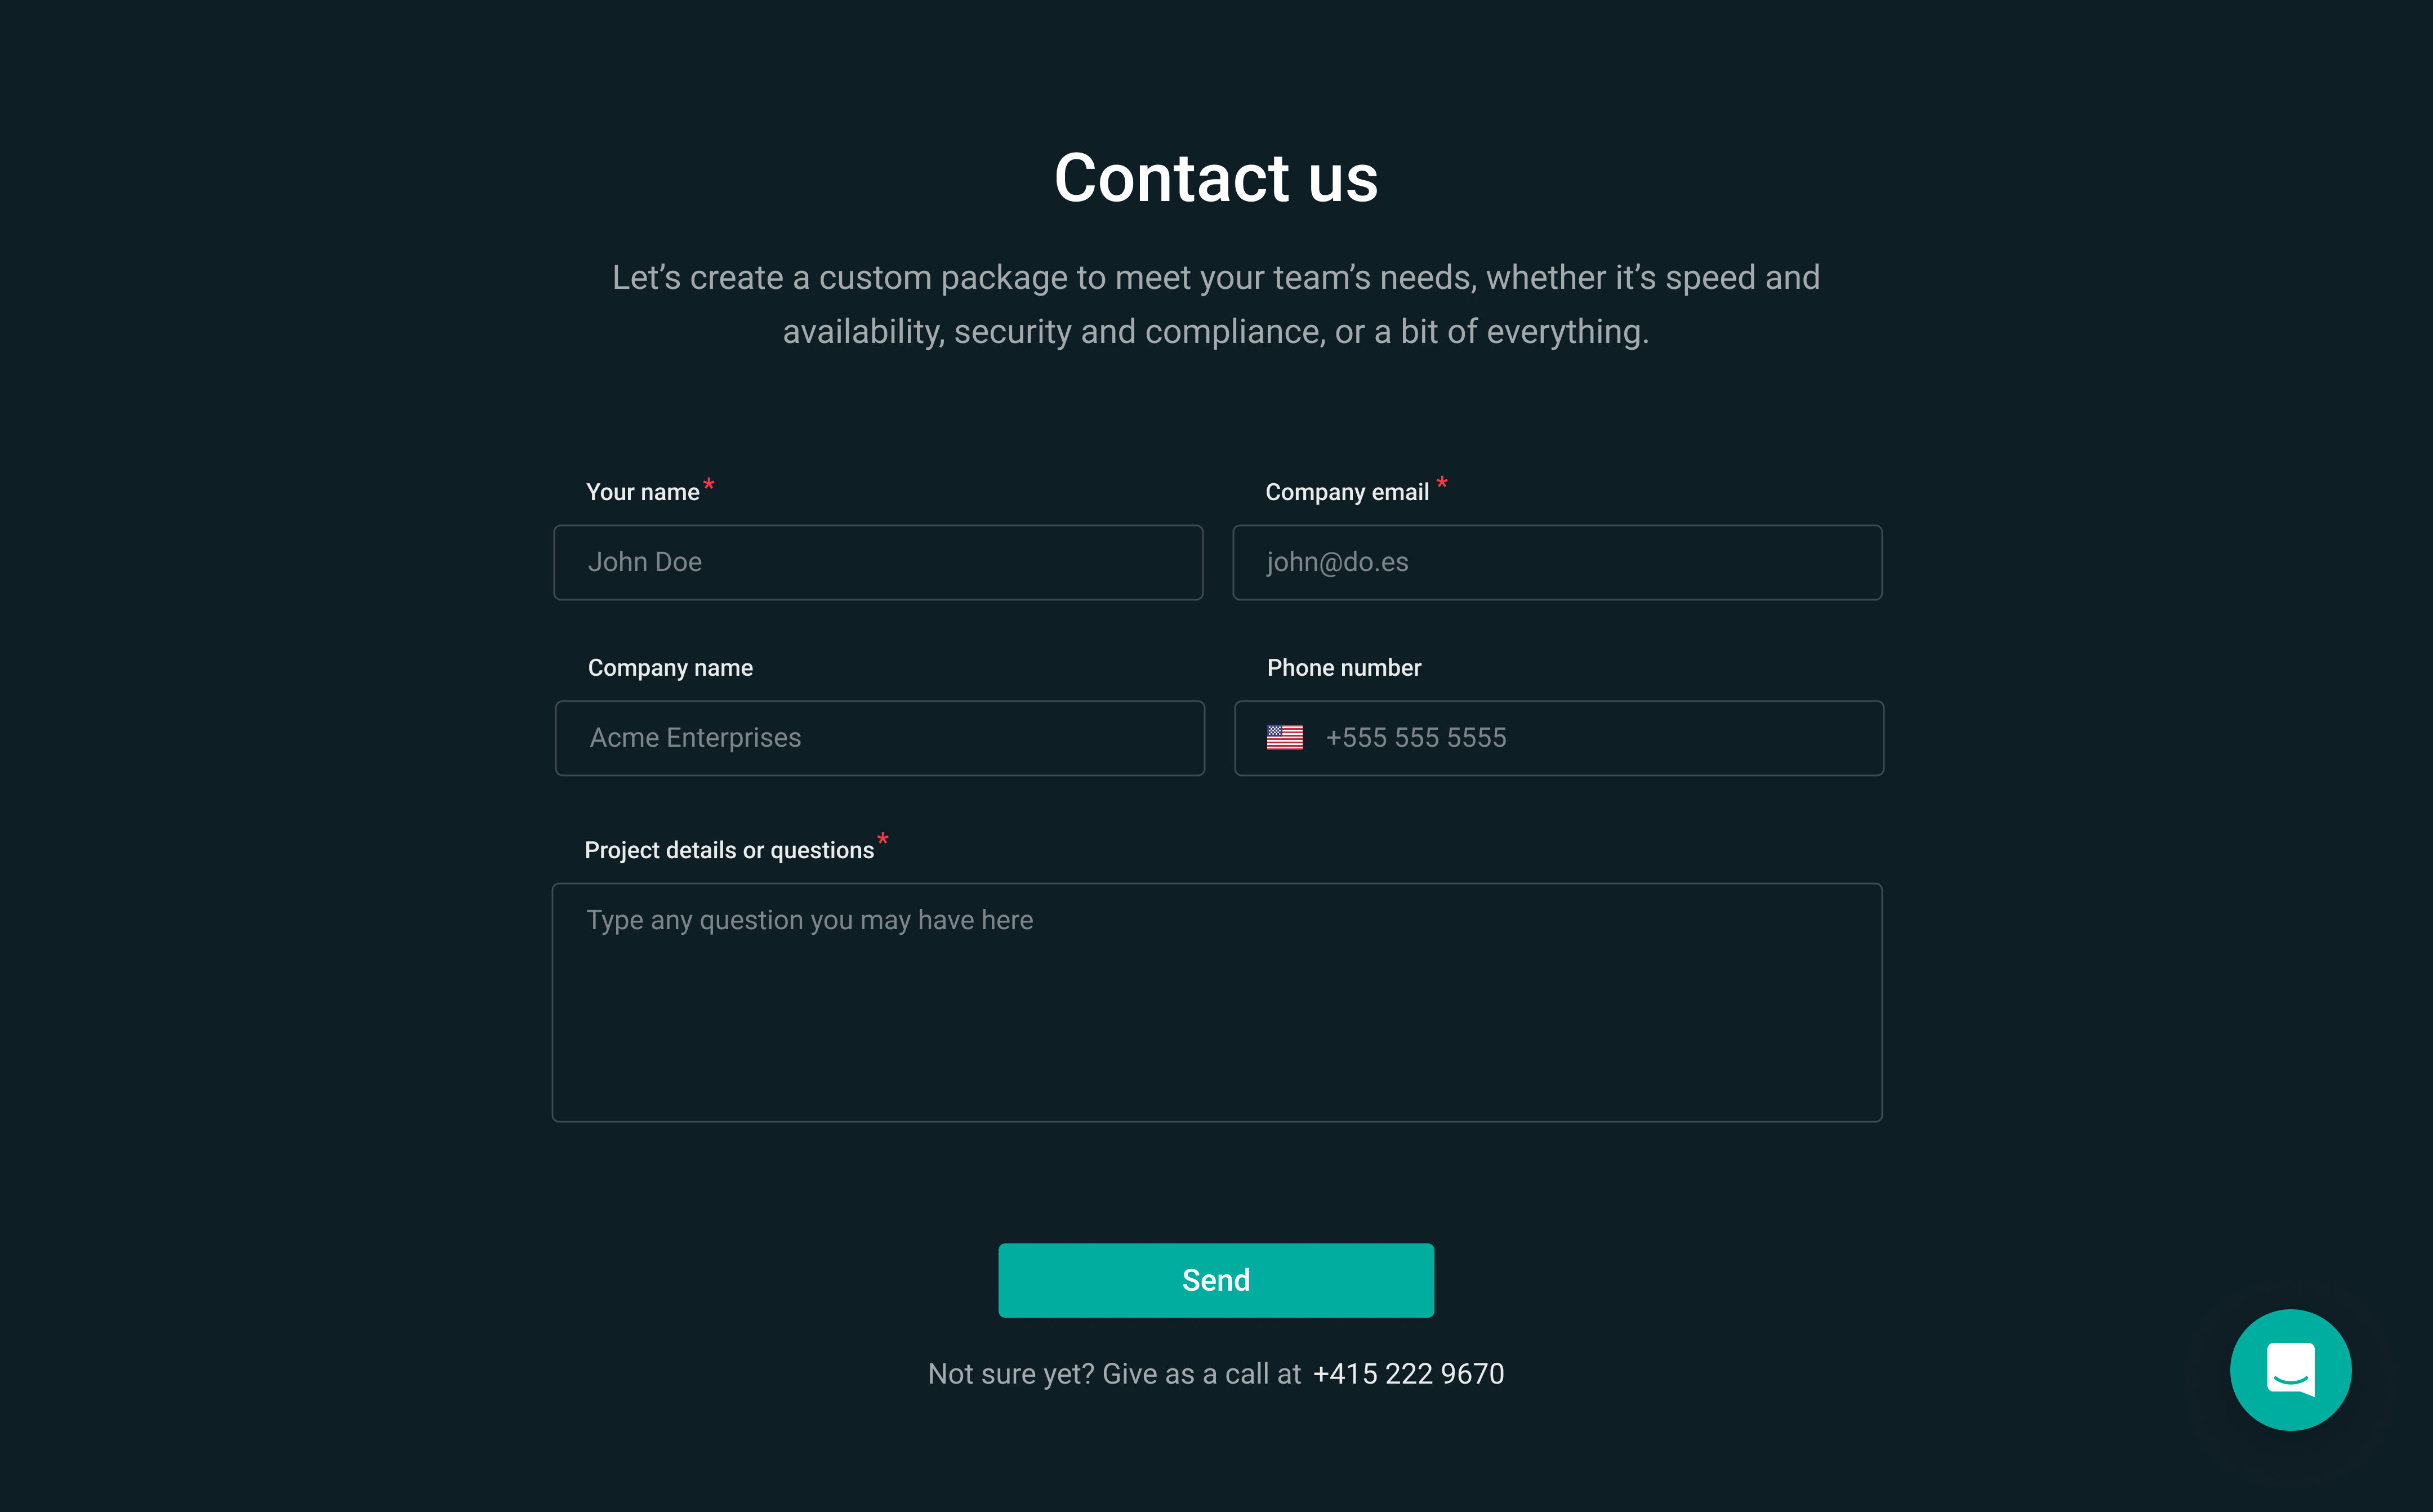 Contact us
Let’s create a custom package to meet your team’s needs, whether it’s speed and
availability, security and compliance, or a bit of everything.
Your name*
Company email *
John Doe
john@do.es
Company name
Phone number
Acme Enterprises
+555 555 5555
Project details or questions*
Type any question you may have here
Send
Not sure yet? Give as a call at +415 222 9670